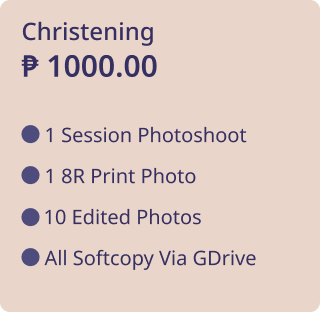 Christening
₱ 1000.00
1 Session Photoshoot
1 8R Print Photo
10 Edited Photos
All Softcopy Via GDrive